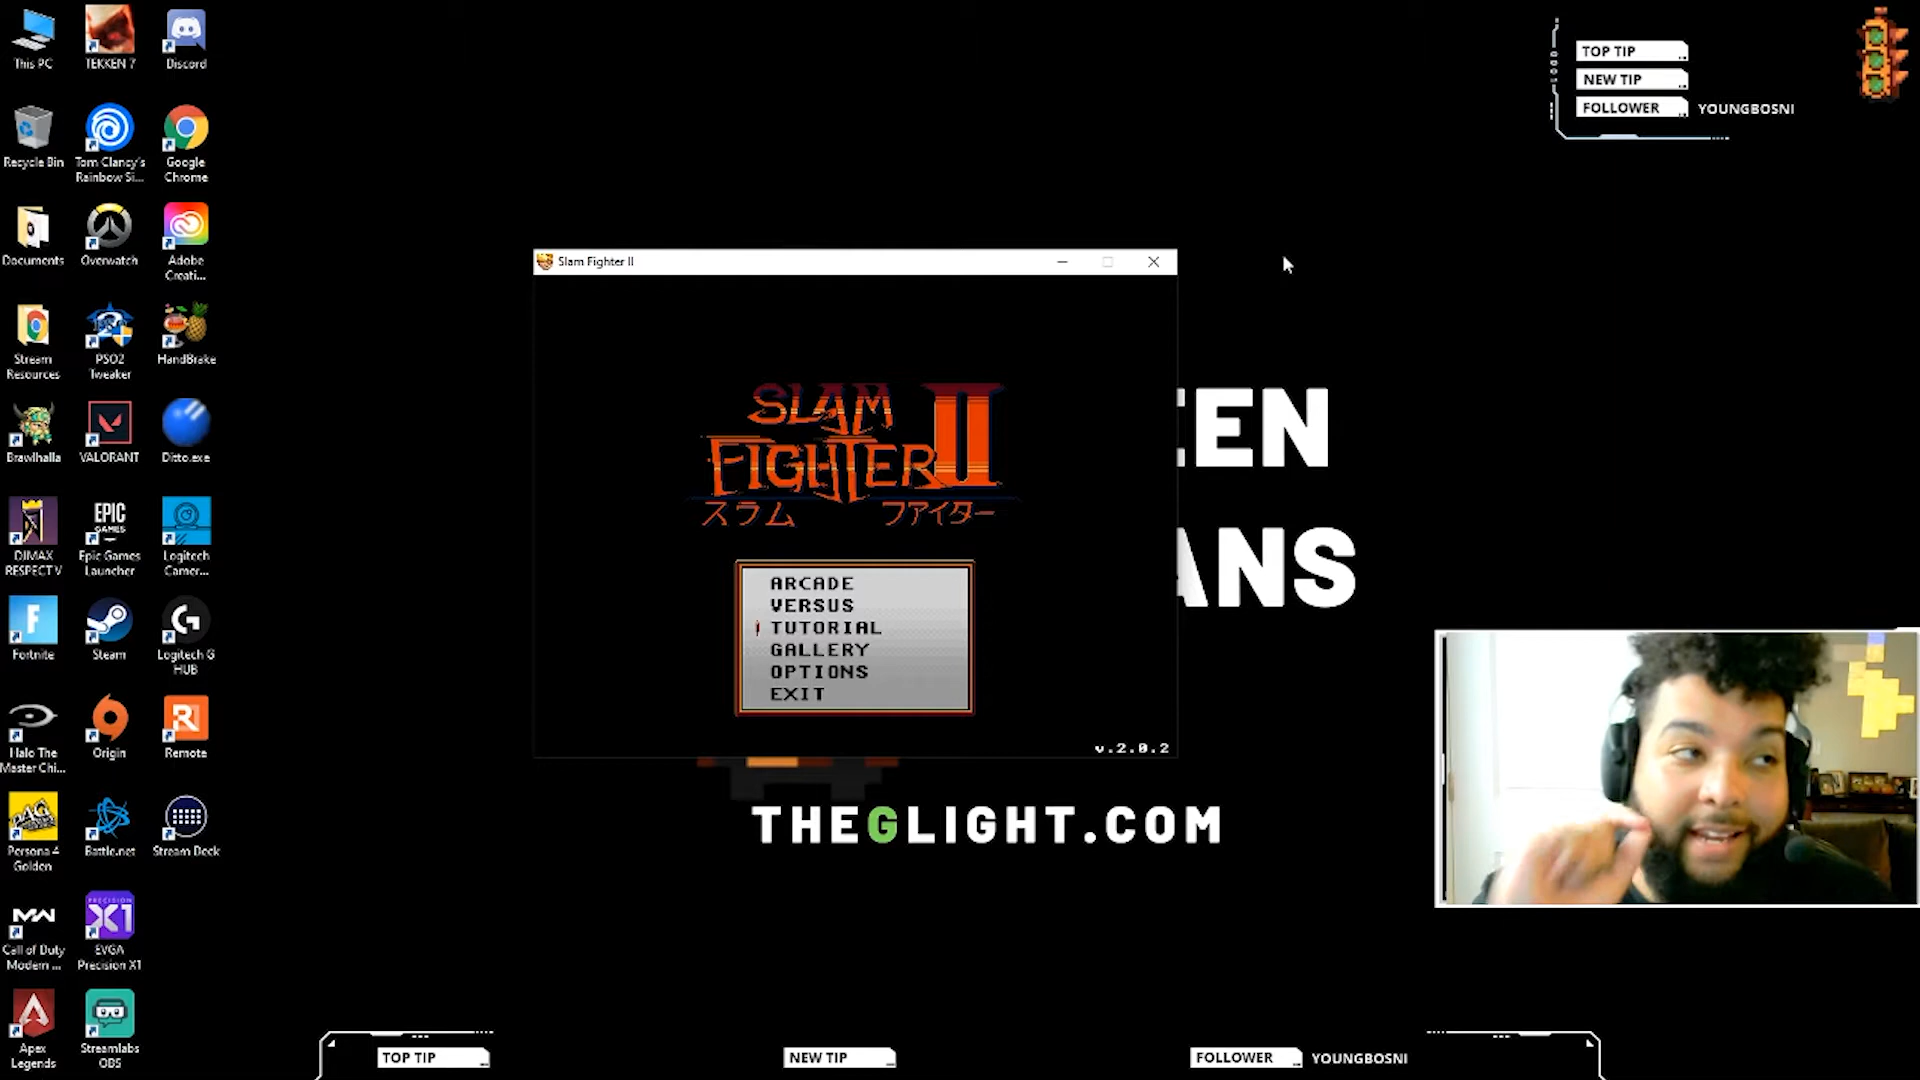 This PC
TEKKEN 7
Discord
Recycle Bin
Tom Clancy's
Rainbow Si...
Google
Chrome
Documents
Overwatch
Adobe
Creati...
Stream
Resources
PSO2
Tweaker
HandBrake
Brawlhalla
VALORANT
Ditto.exe
DJMAX
RESPECT V
EPIC
GAMES
Epic Games
Launcher
Logitech
Camer...
Fortnite
Steam
Logitech G
HUB
Halo The
Master Chi...
Origin
Remote
Persona 4
Golden
Battle.net
Stream Deck
Call of Duty
Modern ...
PRECISION
X1
EVGA
Precision X1
Apex
Legends
Streamlabs
OBS
TOP TIP
NEW TIP
FOLLOWER YOUNGBOSNI
Slam Fighter II
SLAM
FIGHTER II
スラム ファイター
ARCADE
VERSUS
TUTORIAL
GALLERY
OPTIONS
EXIT
v.2.0.2
EEN
ANS
THEGLIGHT.COM
TOP TIP
NEW TIP
FOLLOWER YOUNGBOSNI